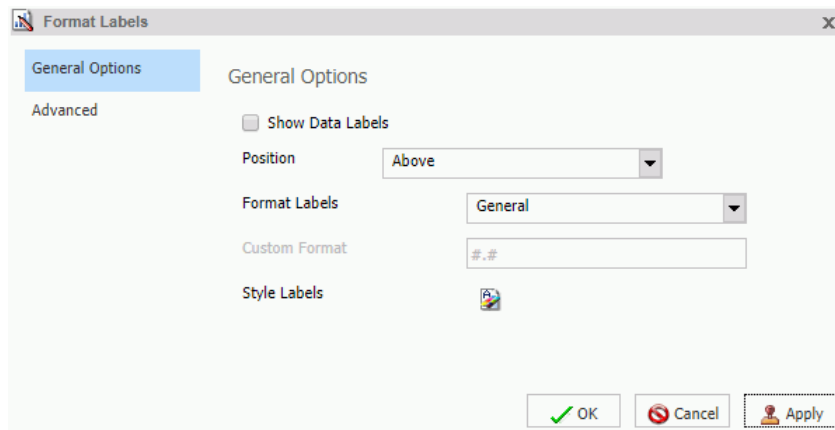 Format Labels
General Options
Advanced
General Options
Show Data Labels
Position Above
Format Labels General
Custom Format #.#
Style Labels
OK Cancel Apply